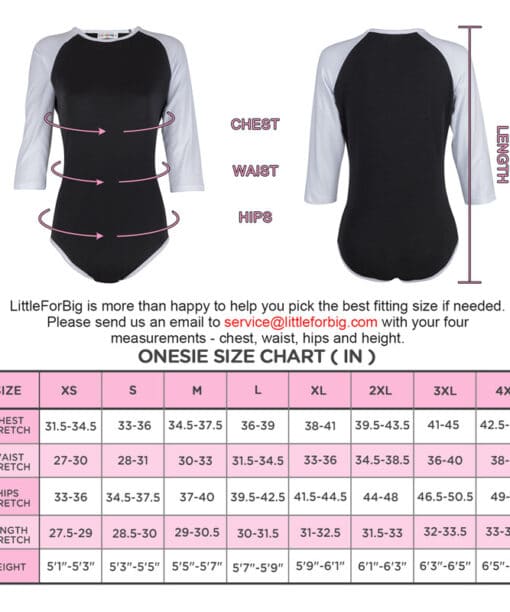 CHEST
WAIST
HIPS
LENGTH
LittleForBig is more than happy to help you pick the best fitting size if needed.
Please send us an email to service@littleforbig.com with your four
measurements - chest, waist, hips and height.
ONESIE SIZE CHART ( IN )
SIZE XS S M L XL 2XL 3XL 4X
HEST
TRETCH 31.5-34.5 33-36 34.5-37.5 36-39 38-41 39.5-43.5 41-45 42.5-
AIST
TRETCH 27-30 28-31 30-33 31.5-34.5 33-36 34.5-38.5 36-40 38-
HIPS
TRETCH 33-36 34.5-37.5 37-40 39.5-42.5 41.5-44.5 44-48 46.5-50.5 49-
NGTH
TRETCH 27.5-29 28.5-30 29-30.5 30-31.5 31-32.5 31.5-33 32-33.5 33-3
EIGHT 5'1"-5'3" 5'3"-5'5" 5'5"-5'7" 5'7"-5'9" 5'9"-6'1" 6'1"-6'3" 6'3"-6'5" 6'5"-